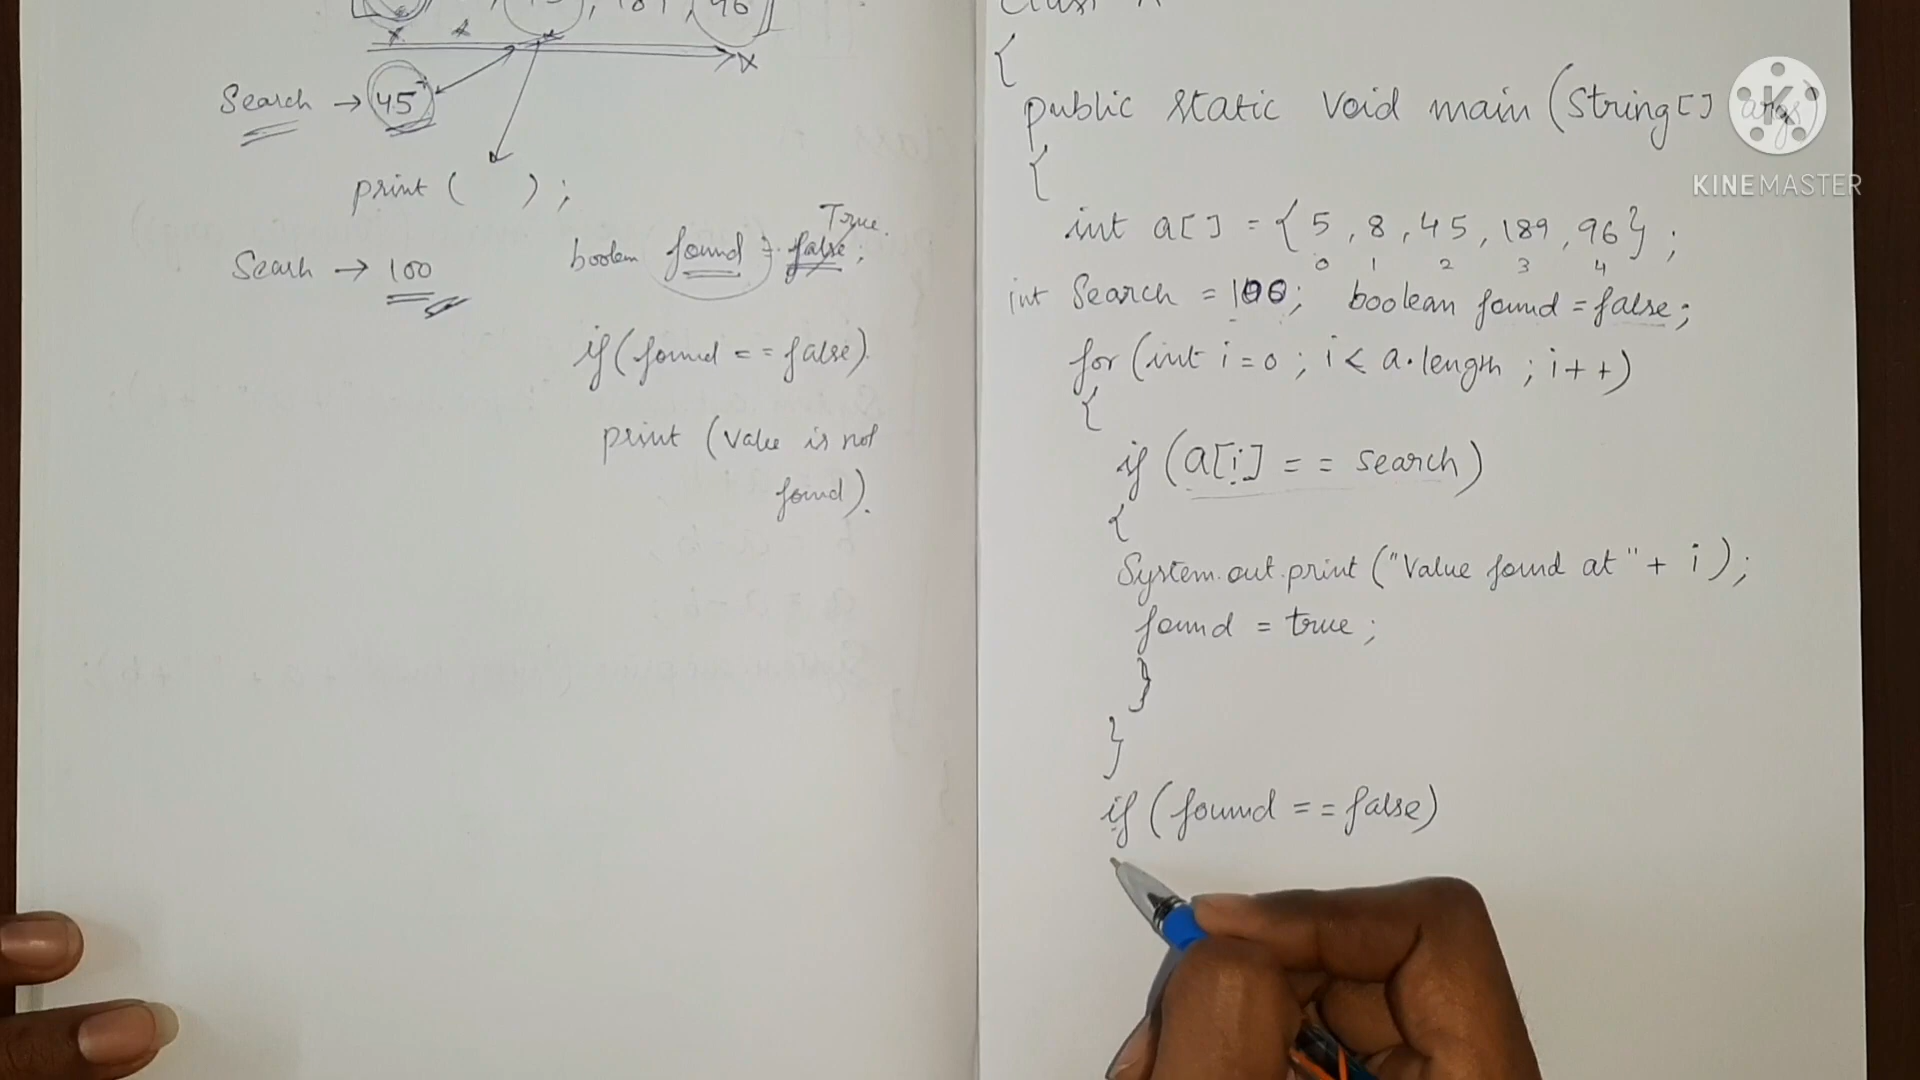 , 189, 96
Search → 45
print ( ) ;
Search → 100
True.
boolean found = false;
if (found == false).
print (Value is not
found).
class A
{
public static void main (String[] args)
{
int a[] = {5, 8, 45, 189, 96} ;
0 1 2 3 4
int Search = 100; boolean found = false;
for (int i = 0 ; i < a.length ; i++)
{
if (a[i] == search)
{
System.out.print ("Value found at" + i ) ;
found = true ;
}
}
if (found == false)
K
KINEMASTER